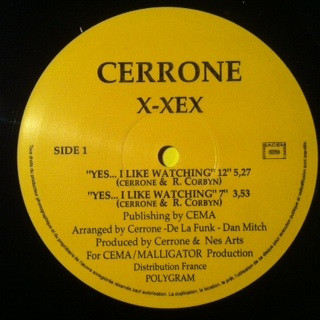 CERRONE
X-XEX
SIDE 1
SACEM
"YES... I LIKE WATCHING" 12" 5,27
(CERRONE & R. CORBYN)
"YES... I LIKE WATCHING" 7" 3,53
(CERRONE & R. CORBYN)
Publishing by CEMA
Arranged by Cerrone -De La Funk - Dan Mitch
Produced by Cerrone & Nes Arts
For CEMA/MALLIGATOR Production
Distribution France
POLYGRAM